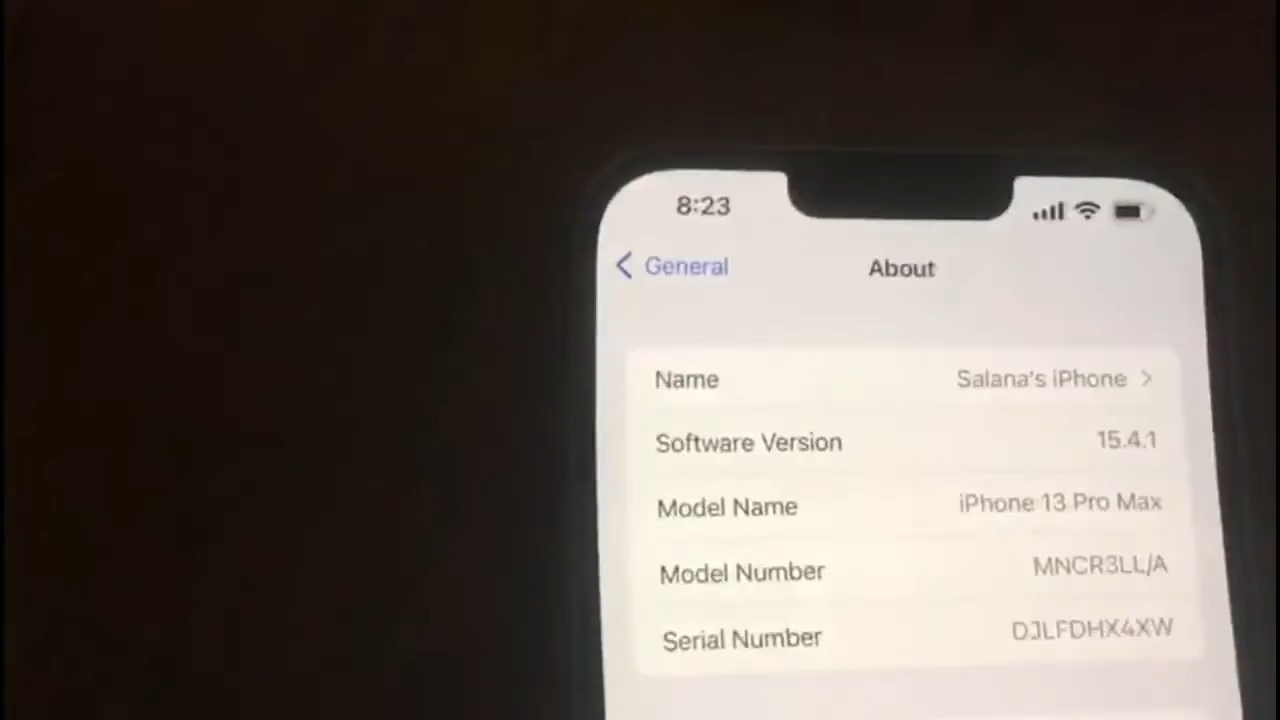 8:23
General
About
Name Salana's iPhone
Software Version 15.4.1
Model Name iPhone 13 Pro Max
Model Number MNCR3LL/A
Serial Number DJLFDHX4XW